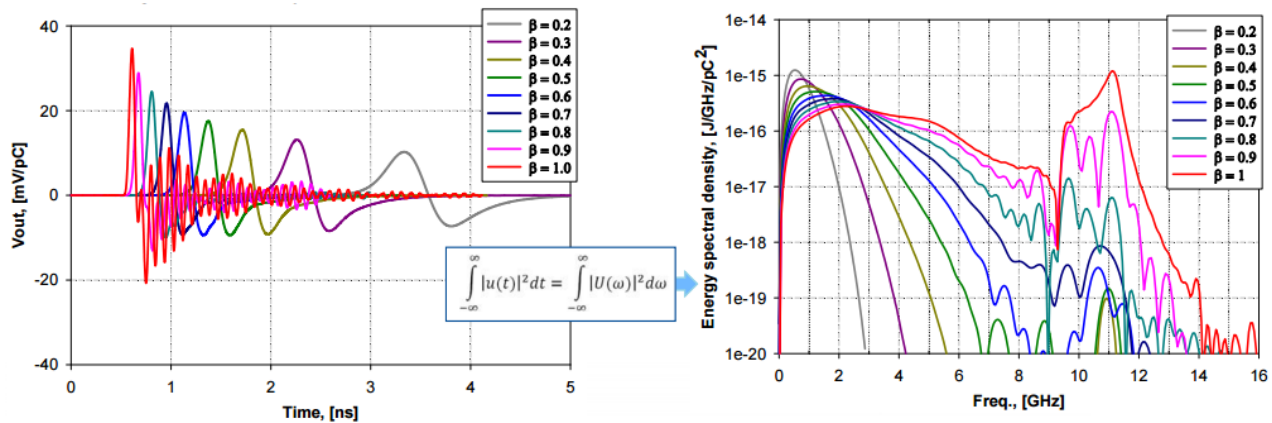 40
20
0
-20
-40
Vout, [mV/pC]
0
1
2
3
4
5
Time, [ns]
β = 0.2
β = 0.3
β = 0.4
β = 0.5
β = 0.6
β = 0.7
β = 0.8
β = 0.9
β = 1.0
∫_{-∞}^{∞} |u(t)|² dt = ∫_{-∞}^{∞} |U(ω)|² dω
1e-14
1e-15
1e-16
1e-17
1e-18
1e-19
1e-20
Energy spectral density, [J/GHz/pC²]
0
2
4
6
8
10
12
14
16
Freq., [GHz]
β = 0.2
β = 0.3
β = 0.4
β = 0.5
β = 0.6
β = 0.7
β = 0.8
β = 0.9
β = 1